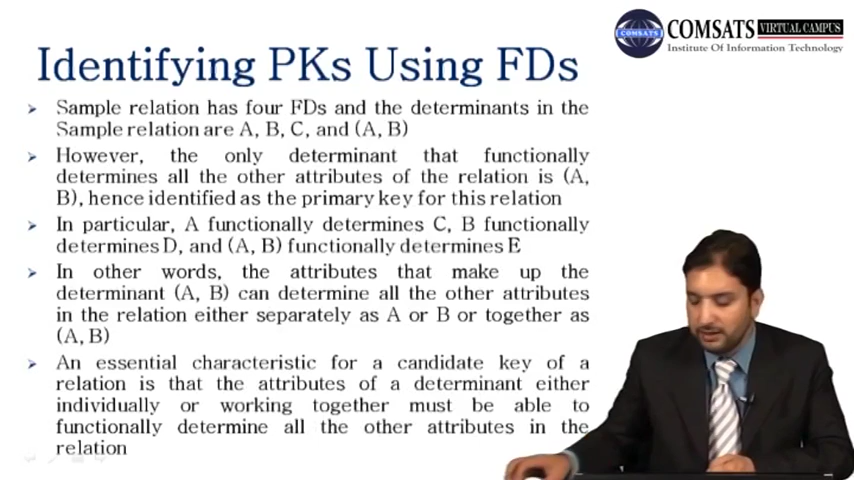 COMSATS
COMSATS VIRTUAL CAMPUS
Institute Of Information Technology
Identifying PKs Using FDs
Sample relation has four FDs and the determinants in the
Sample relation are A, B, C, and (A, B)
However, the only determinant that functionally
determines all the other attributes of the relation is (A,
B), hence identified as the primary key for this relation
In particular, A functionally determines C, B functionally
determines D, and (A, B) functionally determines E
In other words, the attributes that make up the
determinant (A, B) can determine all the other attributes
in the relation either separately as A or B or together as
(A, B)
An essential characteristic for a candidate key of a
relation is that the attributes of a determinant either
individually or working together must be able to
functionally determine all the other attributes in the
relation